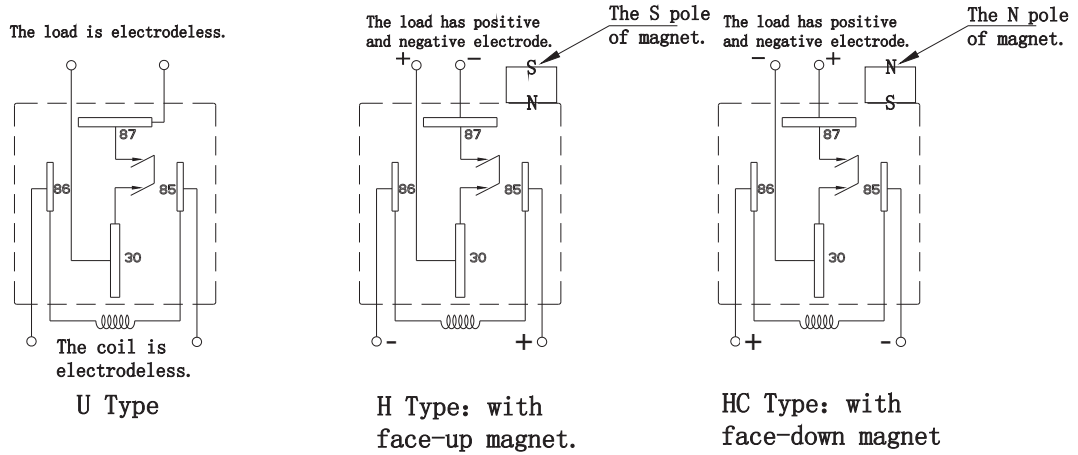 The load is electrodeless.
87
86
85
30
The coil is
electrodeless.
U Type
The load has positive
and negative electrode.
+
-
The S pole
of magnet.
S
N
87
86
85
30
-
+
H Type: with
face-up magnet.
The load has positive
and negative electrode.
-
+
The N pole
of magnet.
N
S
87
86
85
30
+
-
HC Type: with
face-down magnet